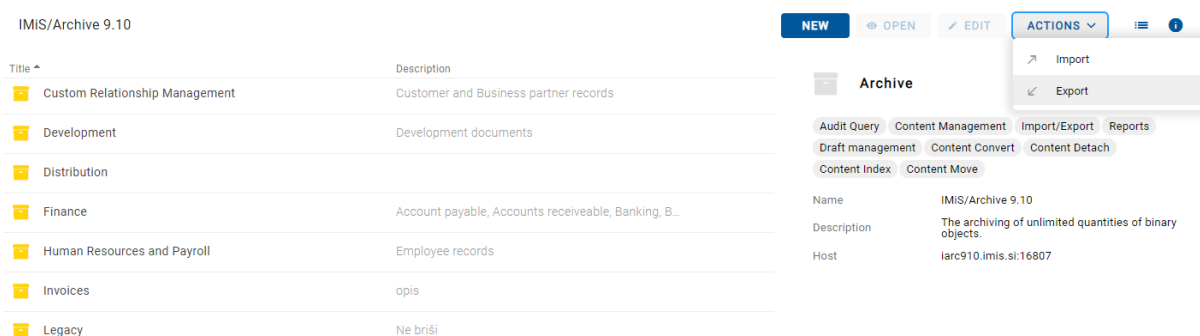 IMiS/Archive 9.10
NEW
OPEN
EDIT
ACTIONS
Import
Export
Title
Description
Custom Relationship Management
Customer and Business partner records
Development
Development documents
Distribution
Finance
Account payable, Accounts receiveable, Banking, B...
Human Resources and Payroll
Employee records
Invoices
opis
Legacy
Ne briši
Archive
Audit Query Content Management Import/Export Reports
Draft management Content Convert Content Detach
Content Index Content Move
Name IMiS/Archive 9.10
Description The archiving of unlimited quantities of binary
objects.
Host iarc910.imis.si:16807